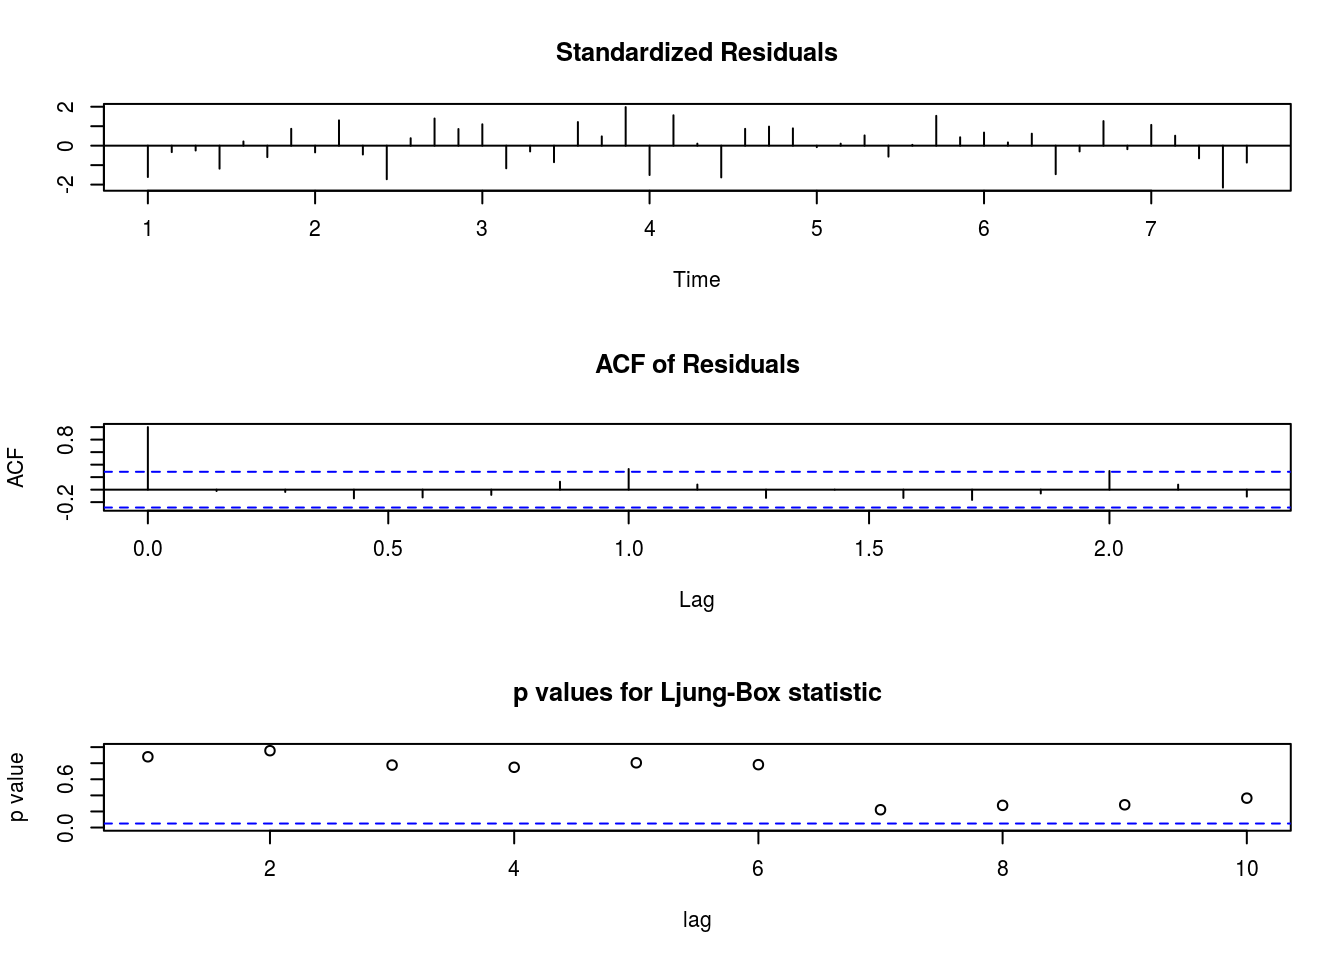 Standardized Residuals
2
0
-2
1 2 3 4 5 6 7
Time
ACF of Residuals
ACF
0.8
-0.2
0.0 0.5 1.0 1.5 2.0
Lag
p values for Ljung-Box statistic
p value
0.6
0.0
2 4 6 8 10
lag